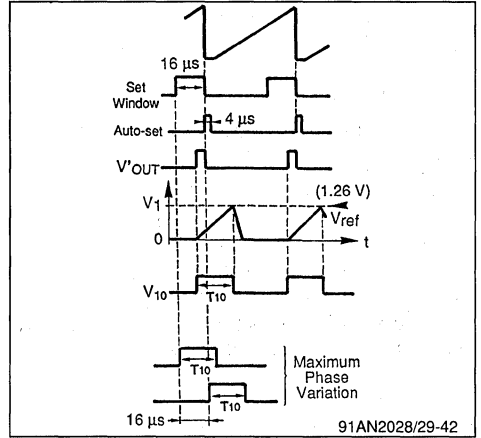 16 µs
Set
Window
Auto-set
4 µs
V'OUT
V1
(1.26 V)
Vref
0
t
V10
T10
T10
T10
Maximum
Phase
Variation
16 µs
91AN2028/29-42